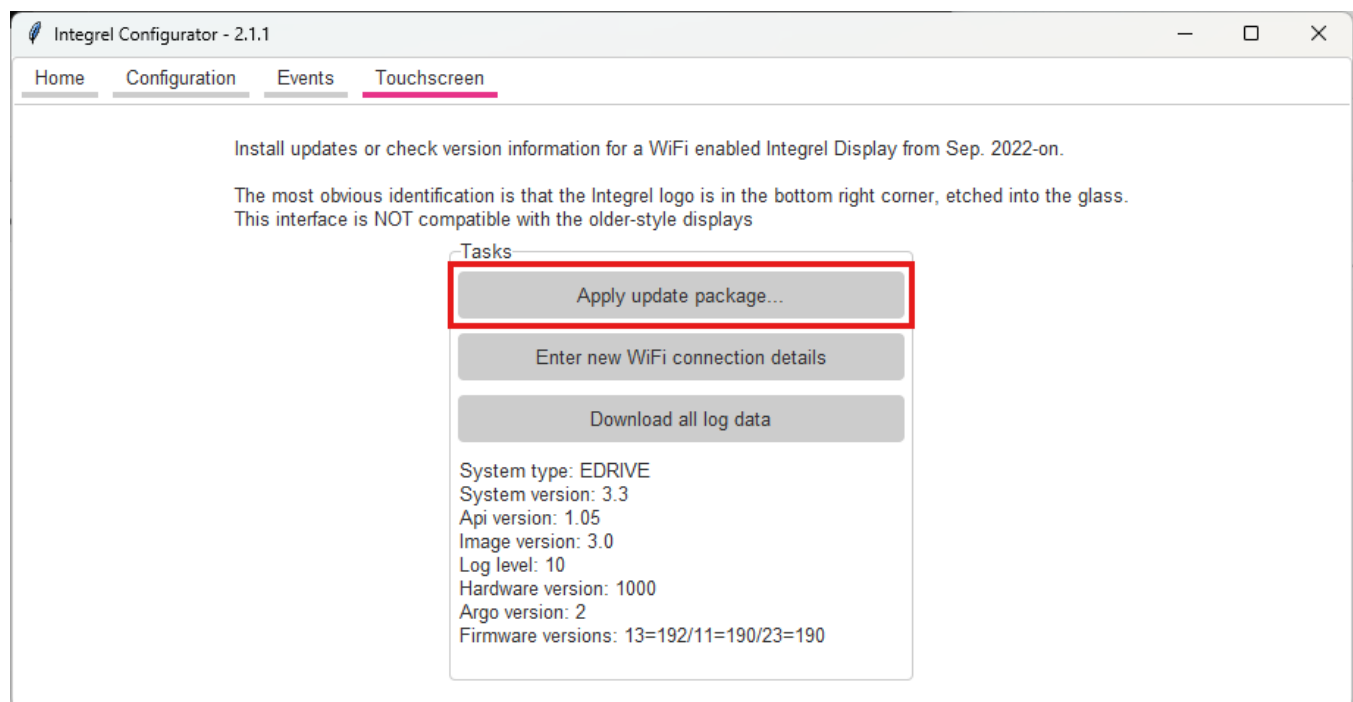 Integrel Configurator - 2.1.1
Home Configuration Events Touchscreen
Install updates or check version information for a WiFi enabled Integrel Display from Sep. 2022-on.
The most obvious identification is that the Integrel logo is in the bottom right corner, etched into the glass.
This interface is NOT compatible with the older-style displays
Tasks
Apply update package...
Enter new WiFi connection details
Download all log data
System type: EDRIVE
System version: 3.3
Api version: 1.05
Image version: 3.0
Log level: 10
Hardware version: 1000
Argo version: 2
Firmware versions: 13=192/11=190/23=190